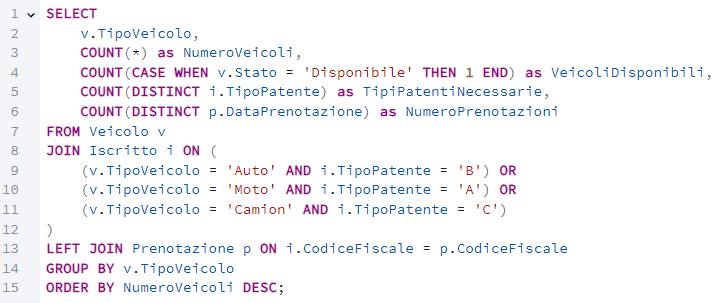 1 SELECT
2 v.TipoVeicolo,
3 COUNT(*) as NumeroVeicoli,
4 COUNT(CASE WHEN v.Stato = 'Disponibile' THEN 1 END) as VeicoliDisponibili,
5 COUNT(DISTINCT i.TipoPatente) as TipiPatentiNecessarie,
6 COUNT(DISTINCT p.DataPrenotazione) as NumeroPrenotazioni
7 FROM Veicolo v
8 JOIN Iscritto i ON (
9 (v.TipoVeicolo = 'Auto' AND i.TipoPatente = 'B') OR
10 (v.TipoVeicolo = 'Moto' AND i.TipoPatente = 'A') OR
11 (v.TipoVeicolo = 'Camion' AND i.TipoPatente = 'C')
12 )
13 LEFT JOIN Prenotazione p ON i.CodiceFiscale = p.CodiceFiscale
14 GROUP BY v.TipoVeicolo
15 ORDER BY NumeroVeicoli DESC;